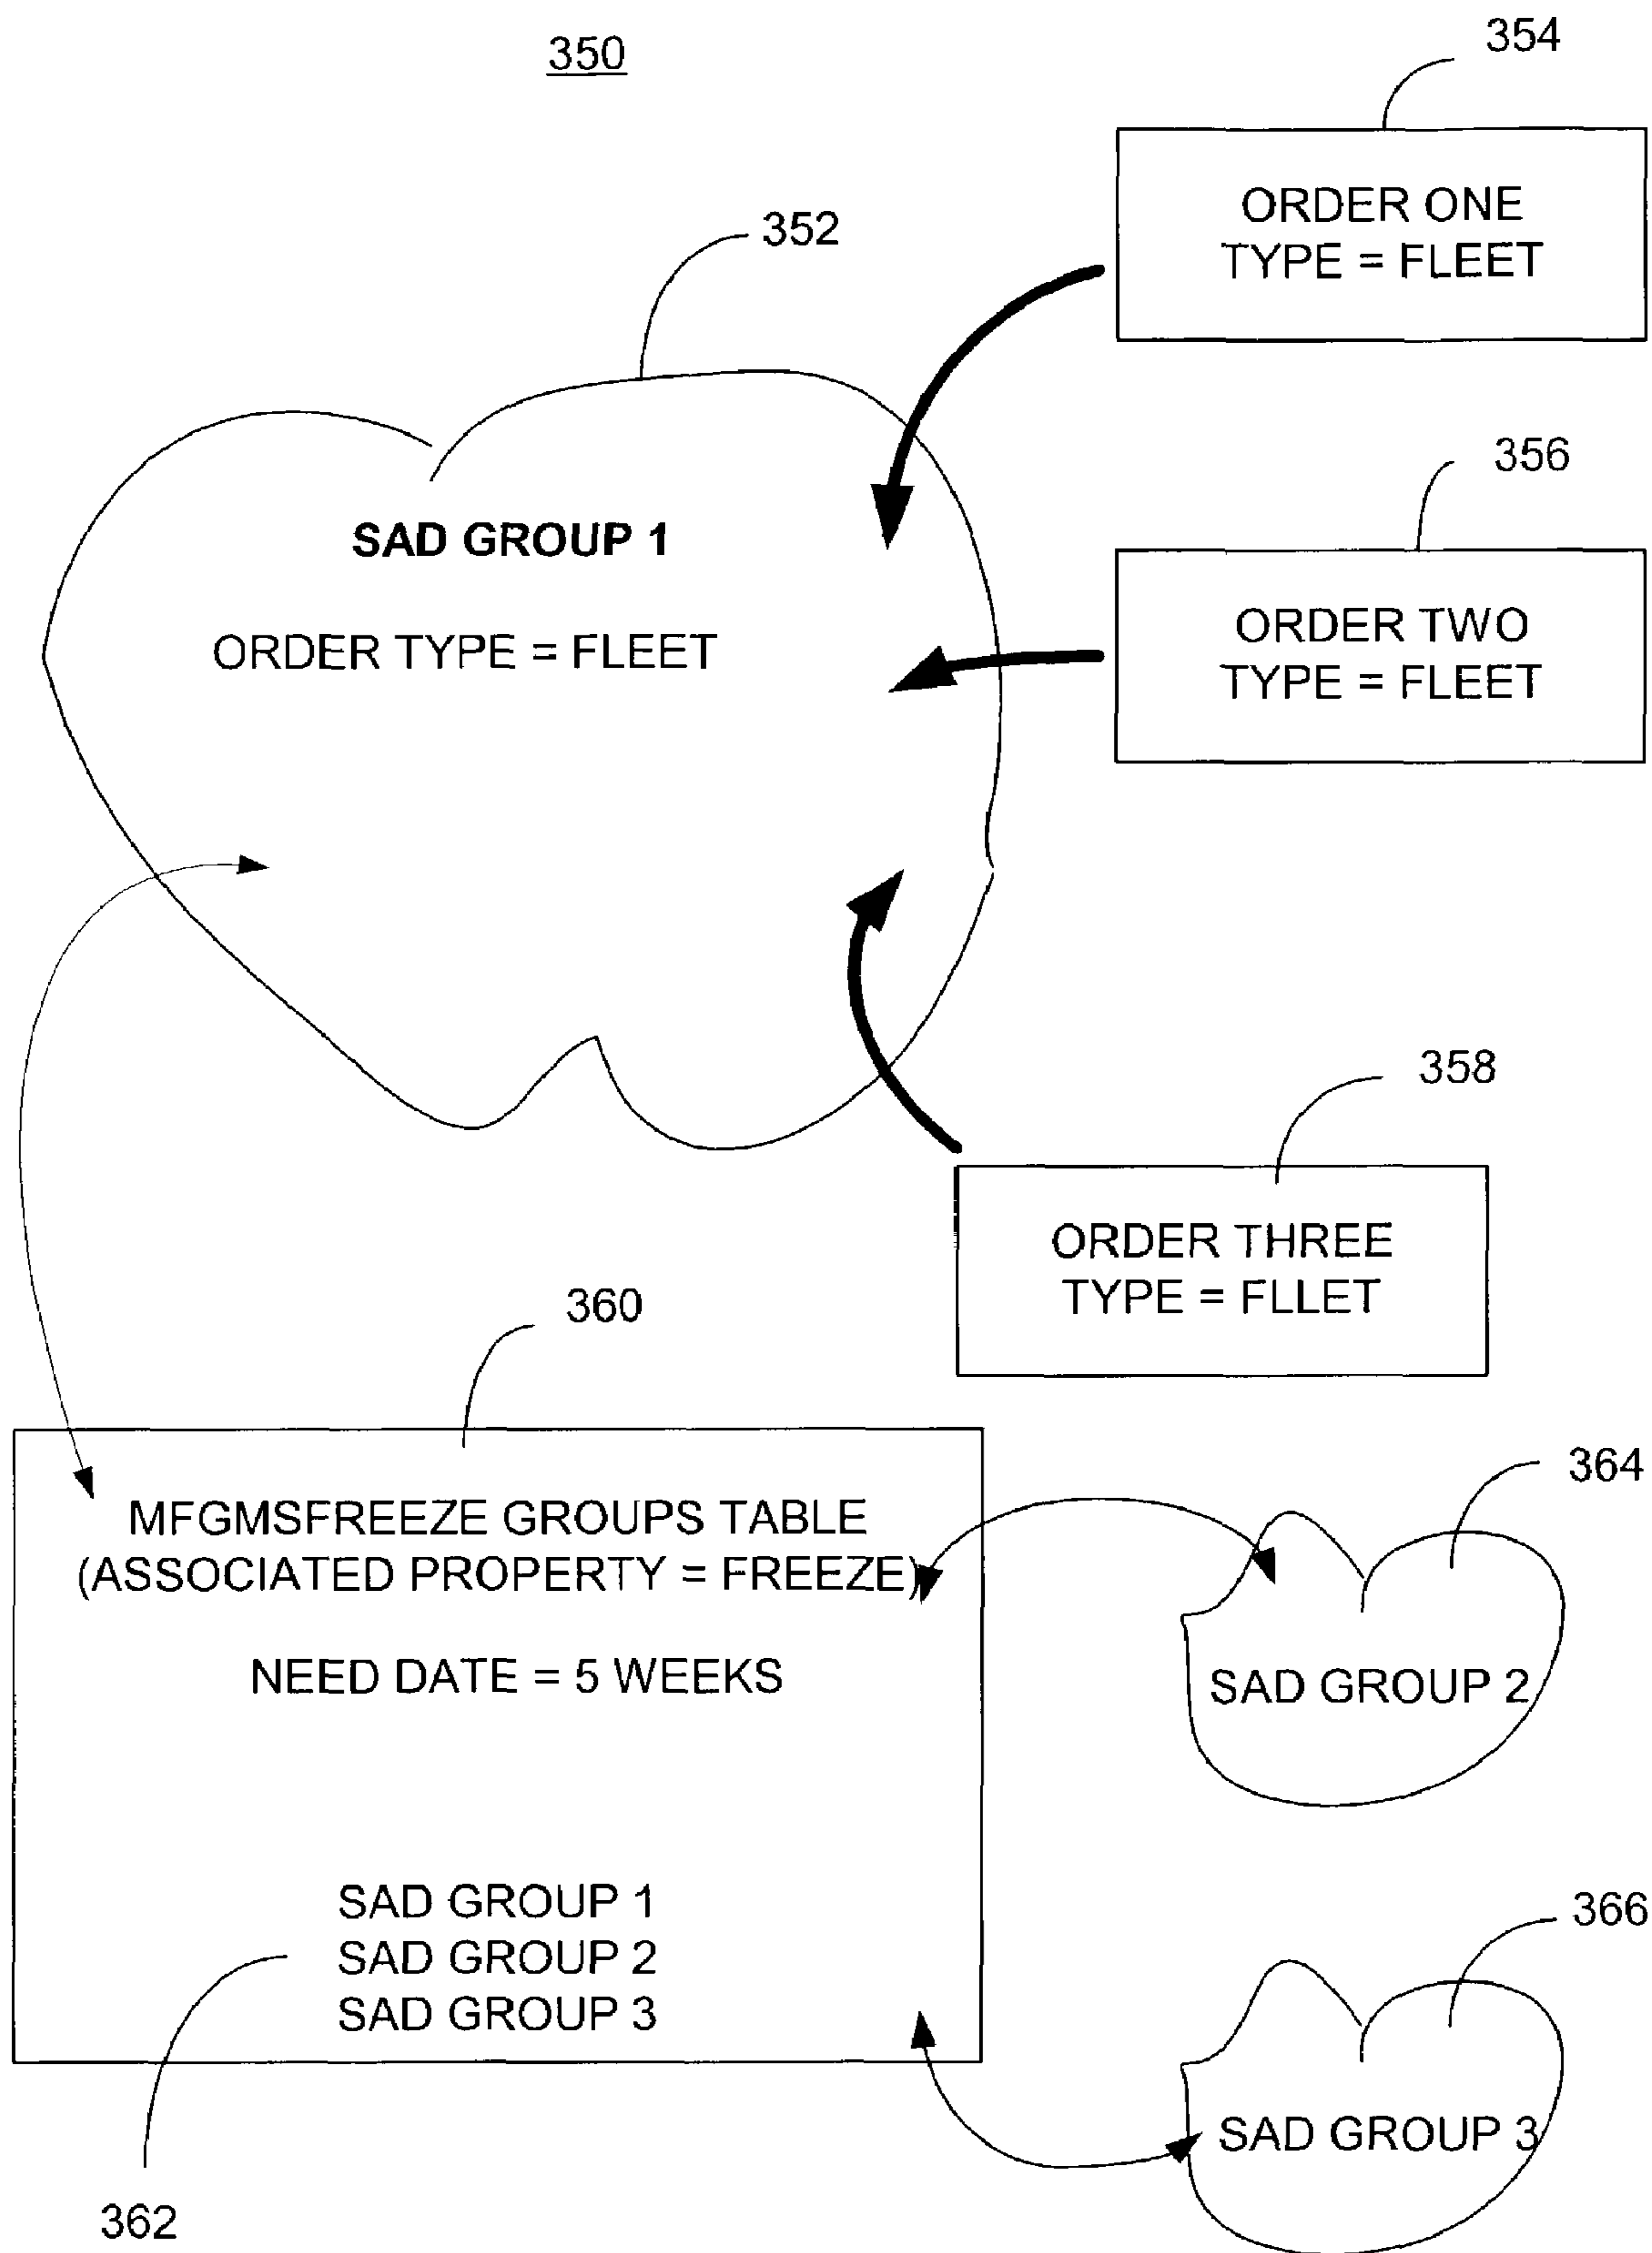 350
354
ORDER ONE
TYPE = FLEET
352
356
SAD GROUP 1
ORDER TYPE = FLEET
ORDER TWO
TYPE = FLEET
358
ORDER THREE
TYPE = FLLET
360
MFGMSFREEZE GROUPS TABLE
(ASSOCIATED PROPERTY = FREEZE)
NEED DATE = 5 WEEKS
364
SAD GROUP 2
SAD GROUP 1
SAD GROUP 2
SAD GROUP 3
366
SAD GROUP 3
362